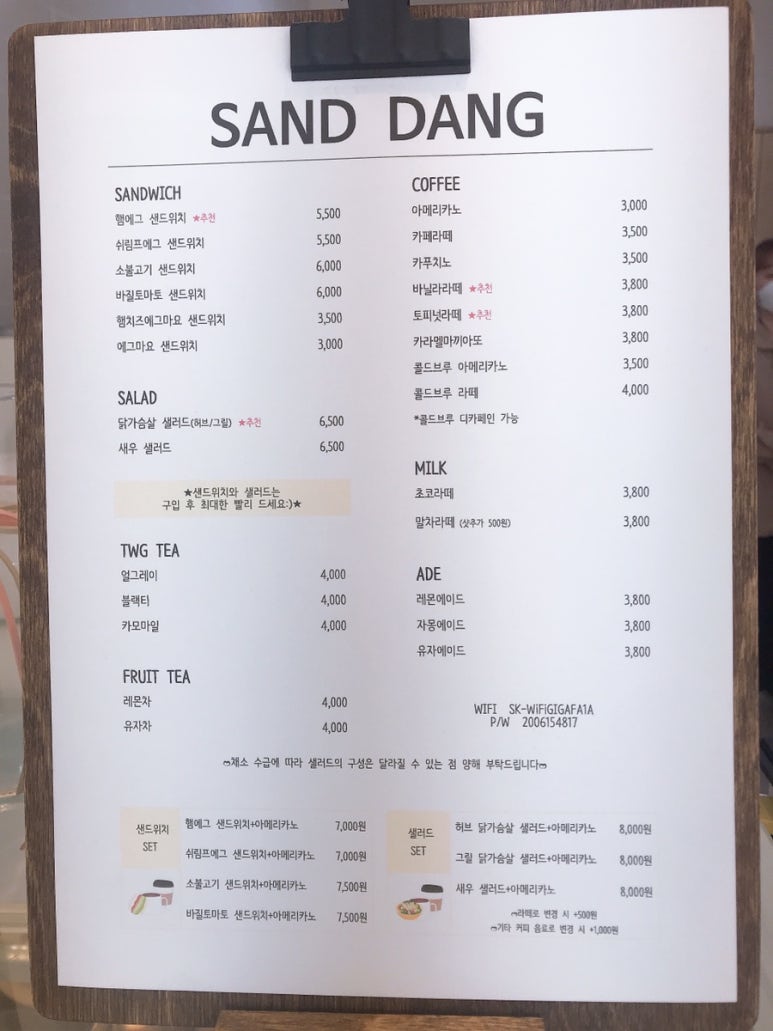 SAND DANG
SANDWICH
햄에그 샌드위치 ★추천 5,500
쉬림프에그 샌드위치 5,500
소불고기 샌드위치 6,000
바질토마토 샌드위치 6,000
햄치즈에그마요 샌드위치 3,500
에그마요 샌드위치 3,000
SALAD
닭가슴살 샐러드(허브/그릴) ★추천 6,500
새우 샐러드 6,500
★샌드위치와 샐러드는
구입 후 최대한 빨리 드세요:)★
TWG TEA
얼그레이 4,000
블랙티 4,000
카모마일 4,000
FRUIT TEA
레몬차 4,000
유자차 4,000
COFFEE
아메리카노 3,000
카페라떼 3,500
카푸치노 3,500
바닐라라떼 ★추천 3,800
토피넛라떼 ★추천 3,800
카라멜마끼아또 3,800
콜드브루 아메리카노 3,500
콜드브루 라떼 4,000
*콜드브루 디카페인 가능
MILK
초코라떼 3,800
말차라떼 (샷추가 500원) 3,800
ADE
레몬에이드 3,800
자몽에이드 3,800
유자에이드 3,800
WIFI SK-WiFiGIGAFA1A
P/W 2006154817
채소 수급에 따라 샐러드의 구성은 달라질 수 있는 점 양해 부탁드립니다
샌드위치
SET
햄에그 샌드위치+아메리카노 7,000원
쉬림프에그 샌드위치+아메리카노 7,000원
소불고기 샌드위치+아메리카노 7,500원
바질토마토 샌드위치+아메리카노 7,500원
샐러드
SET
허브 닭가슴살 샐러드+아메리카노 8,000원
그릴 닭가슴살 샐러드+아메리카노 8,000원
새우 샐러드+아메리카노 8,000원
라떼로 변경 시 +500원
기타 커피 음료로 변경 시 +1,000원